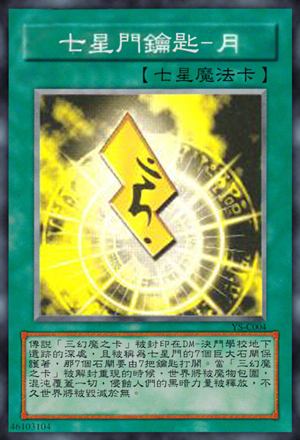 七星門鑰匙-月
【七星魔法卡】
YS-C004
傳說「三幻魔之卡」被封EP在DM-決鬥學校地下
遺跡的深處，且被稱為七星門的7個巨大石閘保
護著，那7個石閘要由7把鑰匙打開。當「三幻魔
之卡」被解封重現的時候，世界將被魔物包圍，
混沌覆蓋一切，侵蝕人們的黑暗力量被釋放，不
久世界將被毀滅於無。
46103104